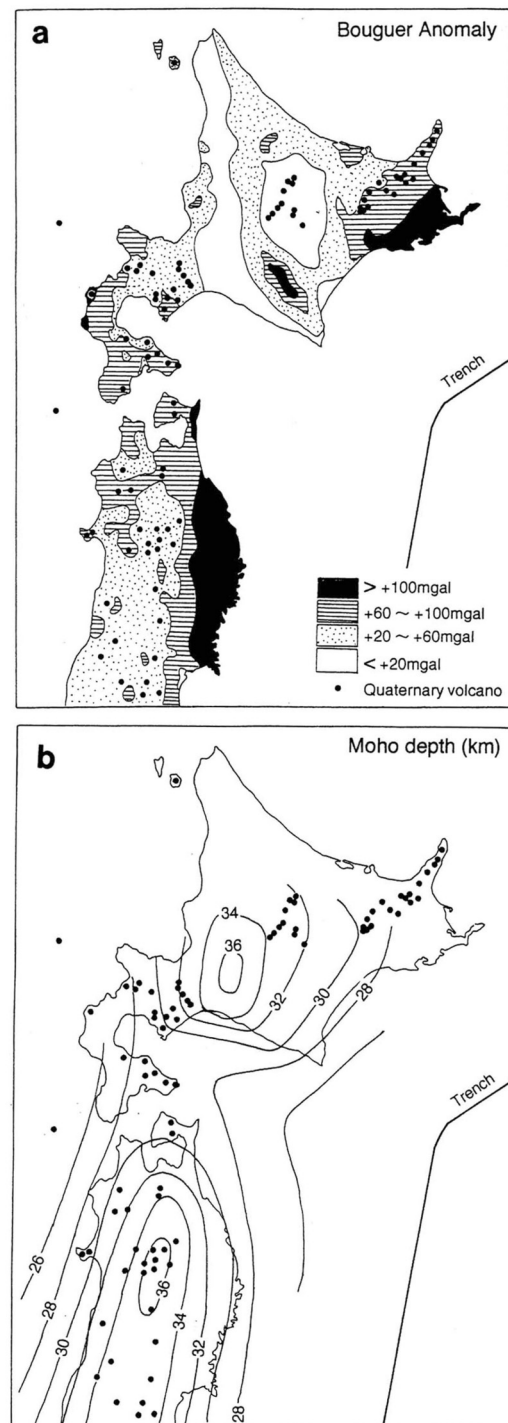 a
Bouguer Anomaly
Trench
> +100mgal
+60 ~ +100mgal
+20 ~ +60mgal
< +20mgal
Quaternary volcano
b
Moho depth (km)
34
36
32
30
28
Trench
26
28
30
36
34
32
28